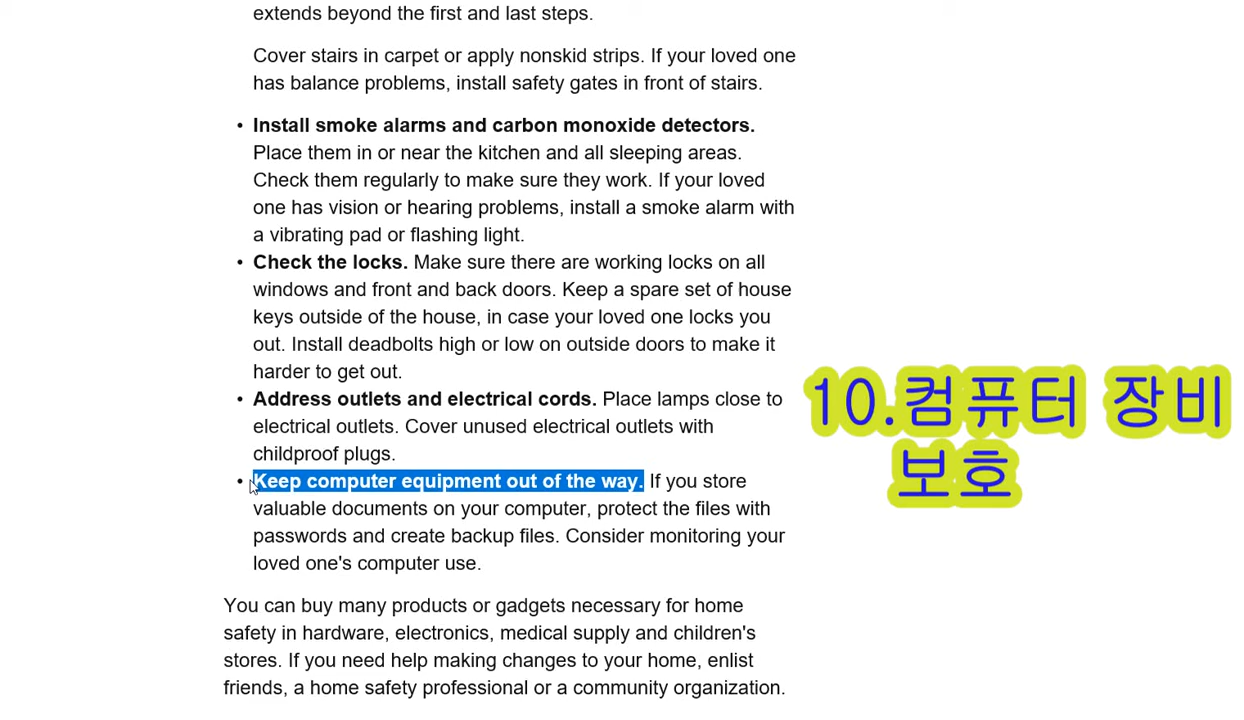 extends beyond the first and last steps.
Cover stairs in carpet or apply nonskid strips. If your loved one
has balance problems, install safety gates in front of stairs.
• Install smoke alarms and carbon monoxide detectors.
Place them in or near the kitchen and all sleeping areas.
Check them regularly to make sure they work. If your loved
one has vision or hearing problems, install a smoke alarm with
a vibrating pad or flashing light.
• Check the locks. Make sure there are working locks on all
windows and front and back doors. Keep a spare set of house
keys outside of the house, in case your loved one locks you
out. Install deadbolts high or low on outside doors to make it
harder to get out.
• Address outlets and electrical cords. Place lamps close to
electrical outlets. Cover unused electrical outlets with
childproof plugs.
• Keep computer equipment out of the way. If you store
valuable documents on your computer, protect the files with
passwords and create backup files. Consider monitoring your
loved one's computer use.
You can buy many products or gadgets necessary for home
safety in hardware, electronics, medical supply and children's
stores. If you need help making changes to your home, enlist
friends, a home safety professional or a community organization.
10.컴퓨터 장비
보호